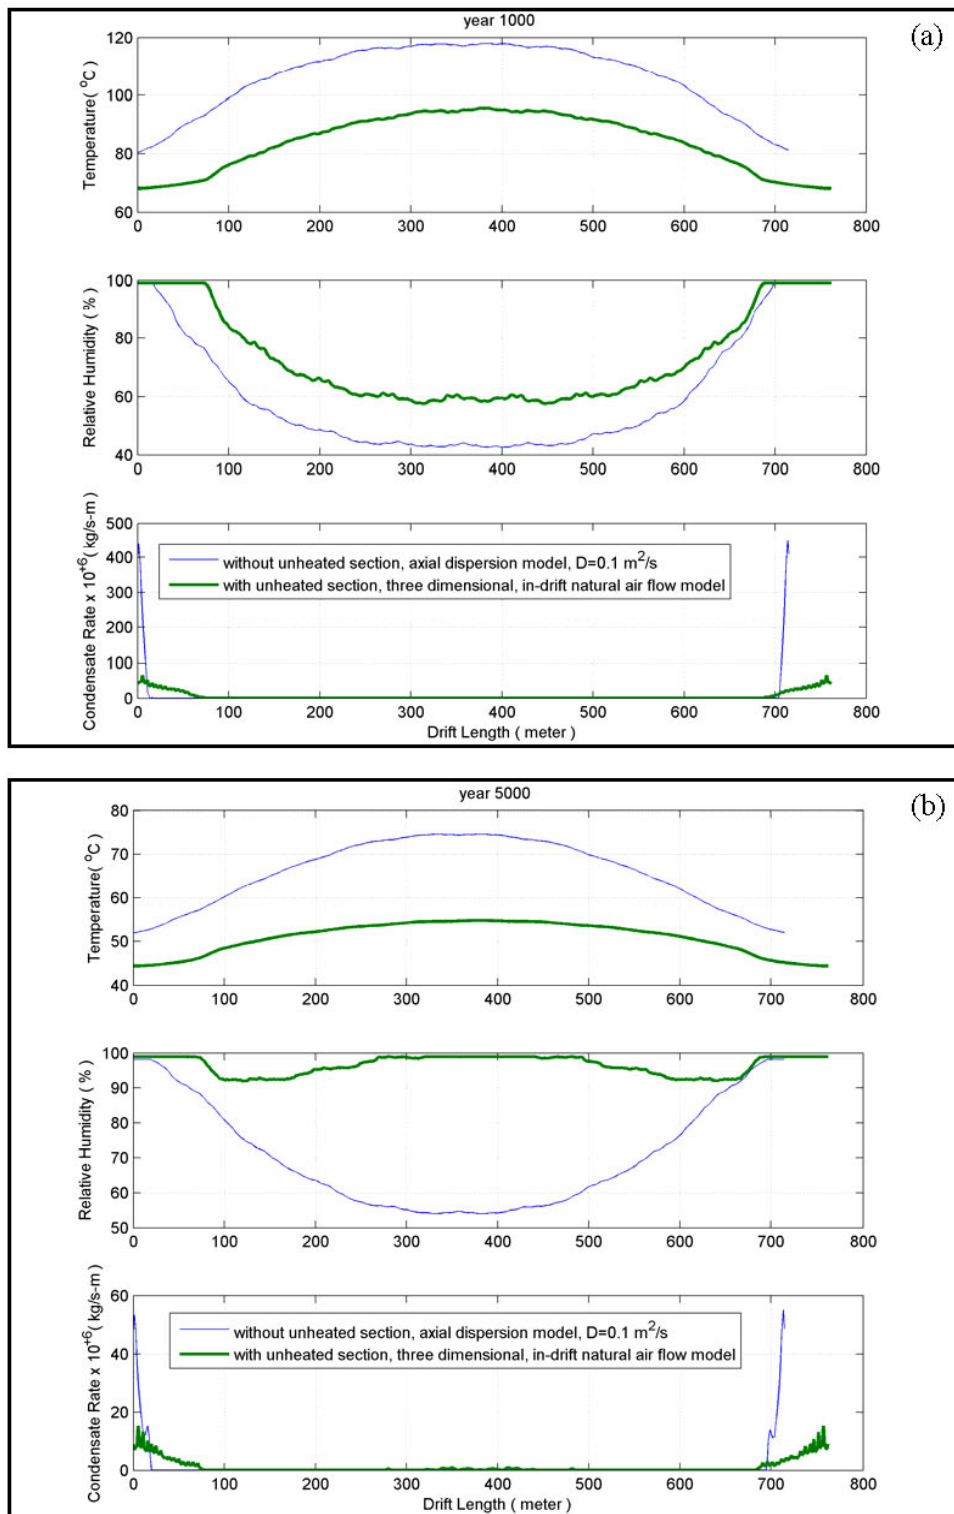 year 1000
(a)
Temperature( °C)
120
100
80
60
0 100 200 300 400 500 600 700 800
Relative Humidity ( % )
100
80
60
40
0 100 200 300 400 500 600 700 800
Condensate Rate x 10^+6 ( kg/s-m)
500
400
300
200
100
0
without unheated section, axial dispersion model, D=0.1 m²/s
with unheated section, three dimensional, in-drift natural air flow model
0 100 200 300 400 500 600 700 800
Drift Length ( meter )
year 5000
(b)
Temperature( °C)
80
70
60
50
40
0 100 200 300 400 500 600 700 800
Relative Humidity ( % )
100
90
80
70
60
50
0 100 200 300 400 500 600 700 800
Condensate Rate x 10^+6 ( kg/s-m)
60
40
20
0
without unheated section, axial dispersion model, D=0.1 m²/s
with unheated section, three dimensional, in-drift natural air flow model
0 100 200 300 400 500 600 700 800
Drift Length ( meter )